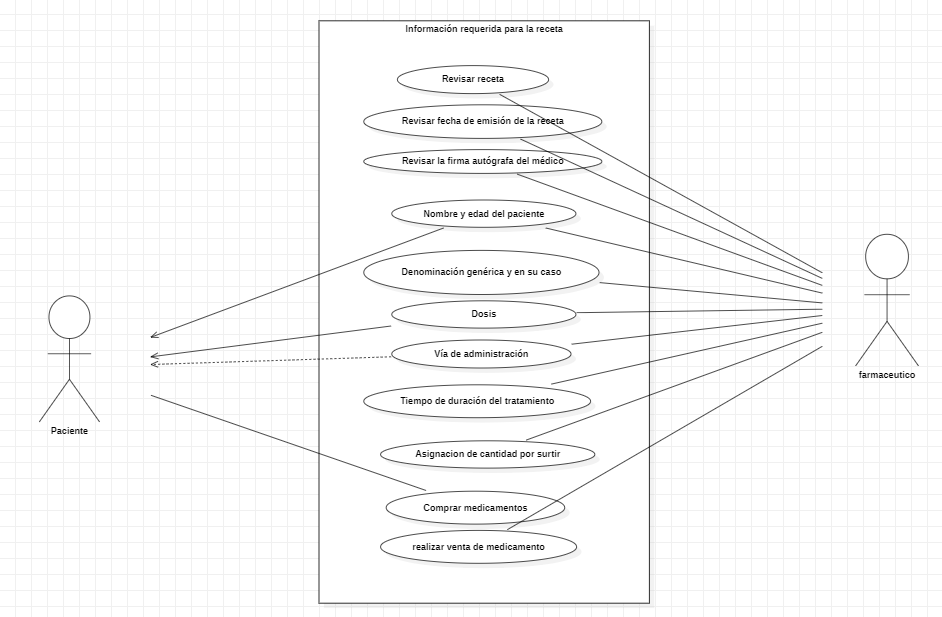 Información requerida para la receta
Revisar receta
Revisar fecha de emisión de la receta
Revisar la firma autógrafa del médico
Nombre y edad del paciente
Denominación genérica y en su caso
Dosis
Vía de administración
Tiempo de duración del tratamiento
Asignacion de cantidad por surtir
Comprar medicamentos
realizar venta de medicamento
Paciente
farmaceutico